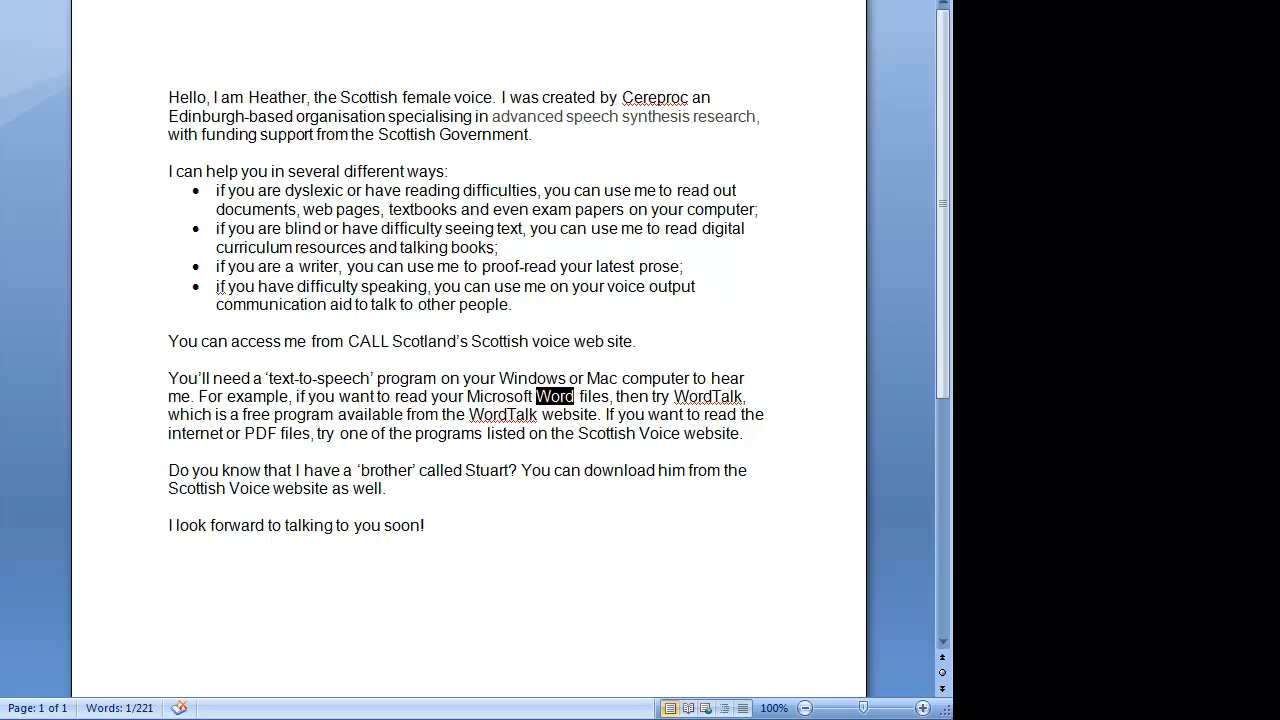 Hello, I am Heather, the Scottish female voice. I was created by Cereproc an
Edinburgh-based organisation specialising in advanced speech synthesis research,
with funding support from the Scottish Government.
I can help you in several different ways:
• if you are dyslexic or have reading difficulties, you can use me to read out
documents, web pages, textbooks and even exam papers on your computer;
• if you are blind or have difficulty seeing text, you can use me to read digital
curriculum resources and talking books;
• if you are a writer, you can use me to proof-read your latest prose;
• if you have difficulty speaking, you can use me on your voice output
communication aid to talk to other people.
You can access me from CALL Scotland’s Scottish voice web site.
You’ll need a ‘text-to-speech’ program on your Windows or Mac computer to hear
me. For example, if you want to read your Microsoft Word files, then try WordTalk,
which is a free program available from the WordTalk website. If you want to read the
internet or PDF files, try one of the programs listed on the Scottish Voice website.
Do you know that I have a ‘brother’ called Stuart? You can download him from the
Scottish Voice website as well.
I look forward to talking to you soon!
Page: 1 of 1 Words: 1/221 100%